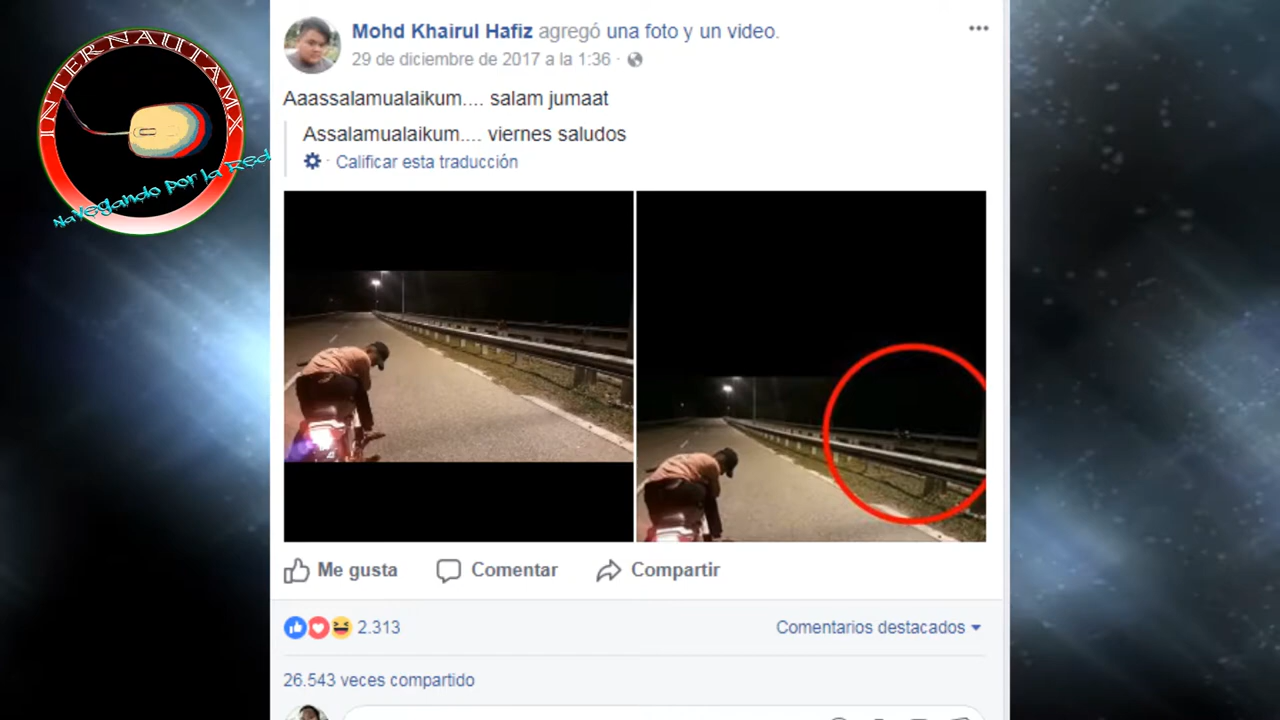 INTERNAUTAMX
Navegando por la Red
Mohd Khairul Hafiz agregó una foto y un video.
29 de diciembre de 2017 a la 1:36 ·
Aaassalamualaikum.... salam jumaat
Assalamualaikum.... viernes saludos
· Calificar esta traducción
Me gusta Comentar Compartir
2.313 Comentarios destacados
26.543 veces compartido